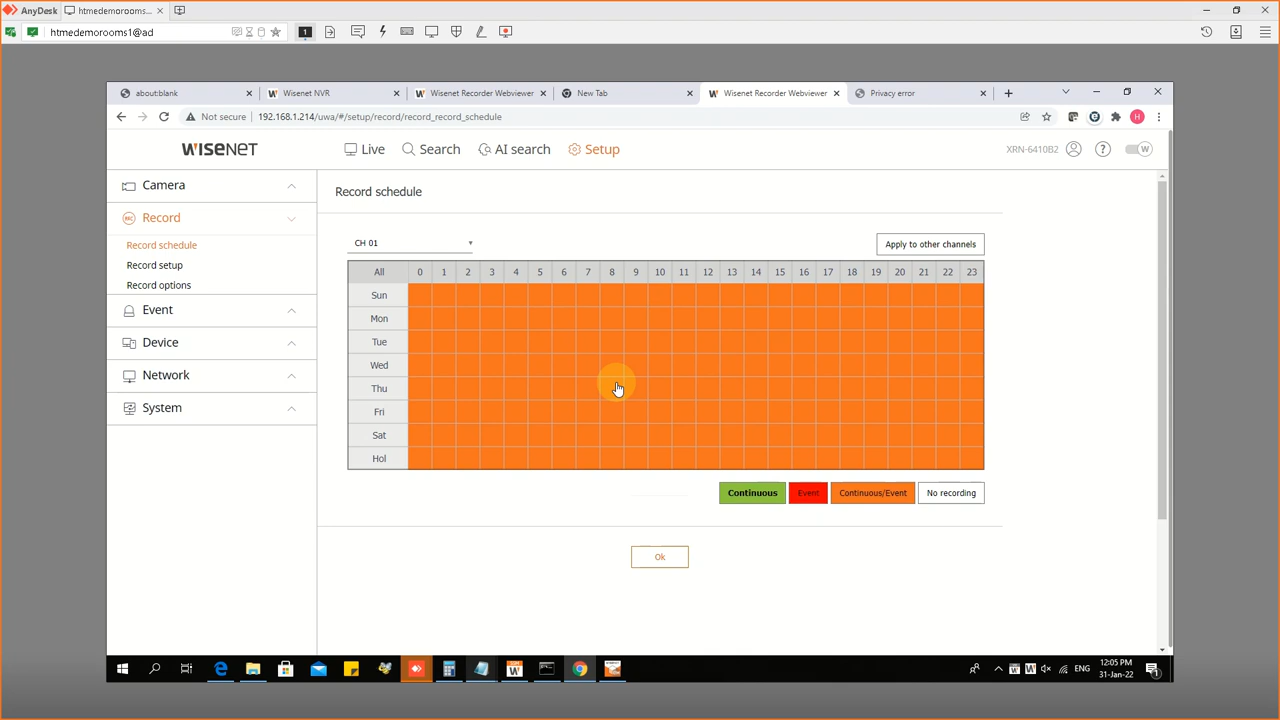 AnyDesk
htmedemorooms...
htmedemorooms1@ad
1
about:blank
Wisenet NVR
Wisenet Recorder Webviewer
New Tab
Wisenet Recorder Webviewer
Privacy error
Not secure
192.168.1.214/uwa/#/setup/record/record_record_schedule
H
WISENET
Live
Search
AI search
Setup
XRN-6410B2
?
W
Camera
Record
Record schedule
Record setup
Record options
Event
Device
Network
System
Record schedule
CH 01
Apply to other channels
All 0 1 2 3 4 5 6 7 8 9 10 11 12 13 14 15 16 17 18 19 20 21 22 23
Sun
Mon
Tue
Wed
Thu
Fri
Sat
Hol
Continuous
Event
Continuous/Event
No recording
Ok
ENG
12:05 PM
31-Jan-22
1